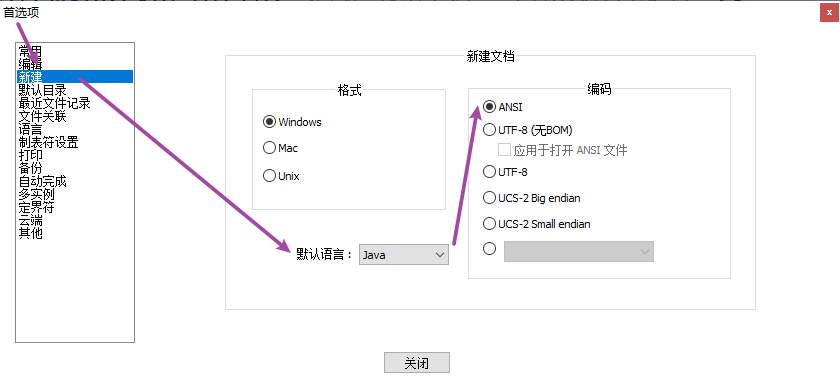 首选项
常用
编辑
新建
默认目录
最近文件记录
文件关联
语言
制表符设置
打印
备份
自动完成
多实例
定界符
云端
其他
新建文档
格式
Windows
Mac
Unix
默认语言： Java
编码
ANSI
UTF-8 (无BOM)
应用于打开 ANSI 文件
UTF-8
UCS-2 Big endian
UCS-2 Small endian
关闭